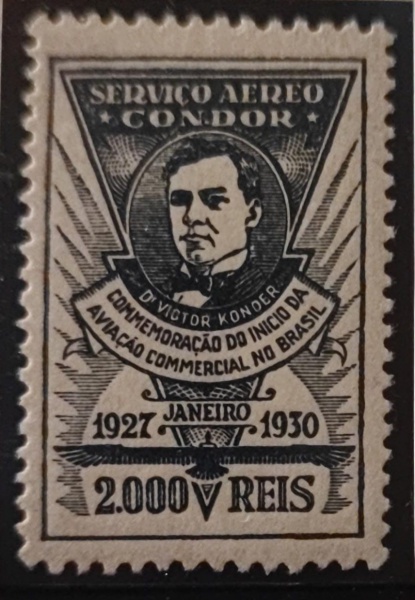 SERVIÇO AEREO
* CONDOR *
Dr VICTOR KONDER
COMMEMORAÇÃO DO INICIO DA
AVIAÇÃO COMMERCIAL NO BRASIL
1927 JANEIRO 1930
2.000 REIS